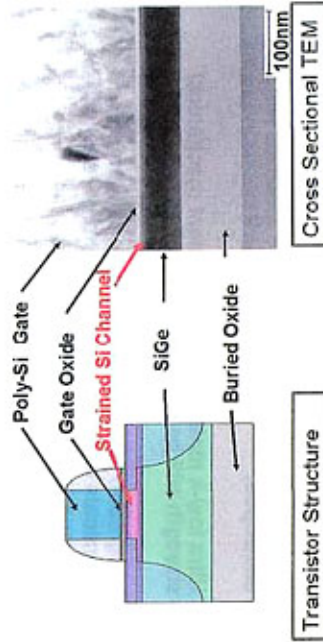 Poly-Si Gate
Gate Oxide
Strained Si Channel
SiGe
Buried Oxide
100nm
Transistor Structure
Cross Sectional TEM